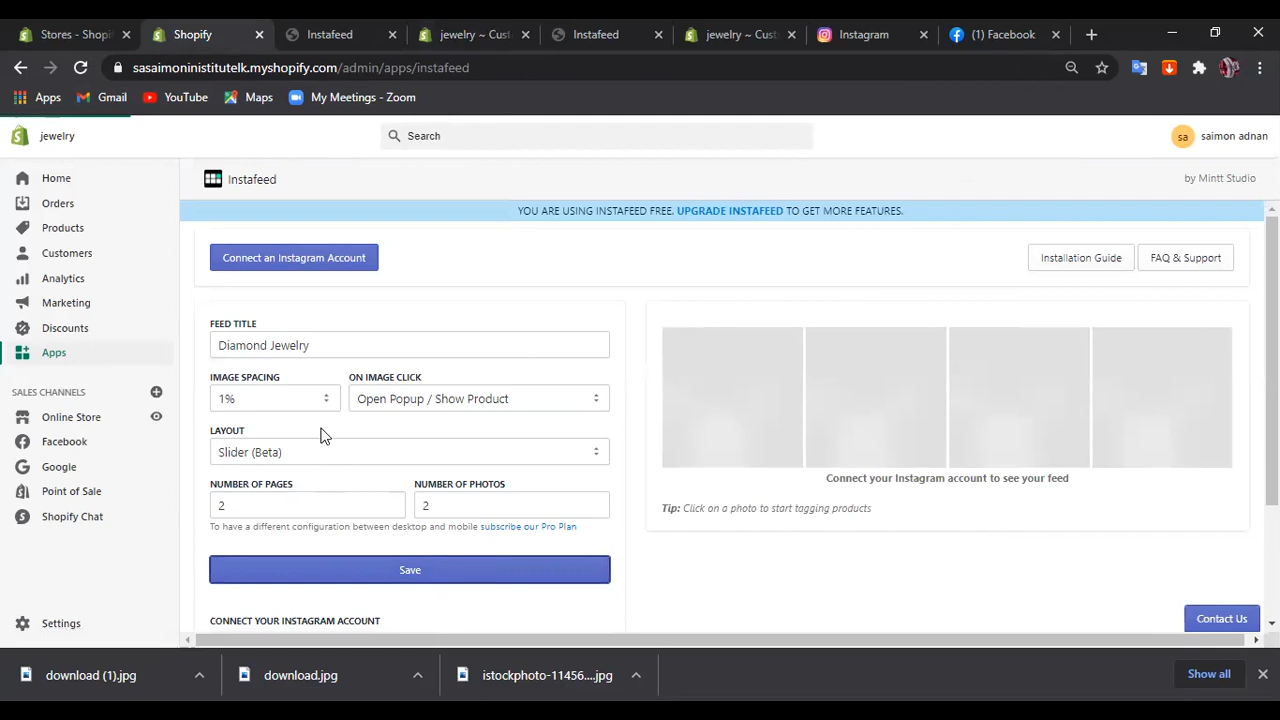 Stores - Shopi
Shopify
Instafeed
jewelry ~ Cust
Instafeed
jewelry ~ Cust
Instagram
(1) Facebook
sasaimoninistitutelk.myshopify.com/admin/apps/instafeed
Apps
Gmail
YouTube
Maps
My Meetings - Zoom
jewelry
Search
sa
saimon adnan
Home
Orders
Products
Customers
Analytics
Marketing
Discounts
Apps
SALES CHANNELS
Online Store
Facebook
Google
Point of Sale
Shopify Chat
Settings
Instafeed
by Mintt Studio
YOU ARE USING INSTAFEED FREE. UPGRADE INSTAFEED TO GET MORE FEATURES.
Connect an Instagram Account
Installation Guide
FAQ & Support
FEED TITLE
Diamond Jewelry
IMAGE SPACING
ON IMAGE CLICK
1%
Open Popup / Show Product
LAYOUT
Slider (Beta)
NUMBER OF PAGES
NUMBER OF PHOTOS
2
2
To have a different configuration between desktop and mobile subscribe our Pro Plan
Save
CONNECT YOUR INSTAGRAM ACCOUNT
Connect your Instagram account to see your feed
Tip: Click on a photo to start tagging products
Contact Us
download (1).jpg
download.jpg
istockphoto-11456....jpg
Show all